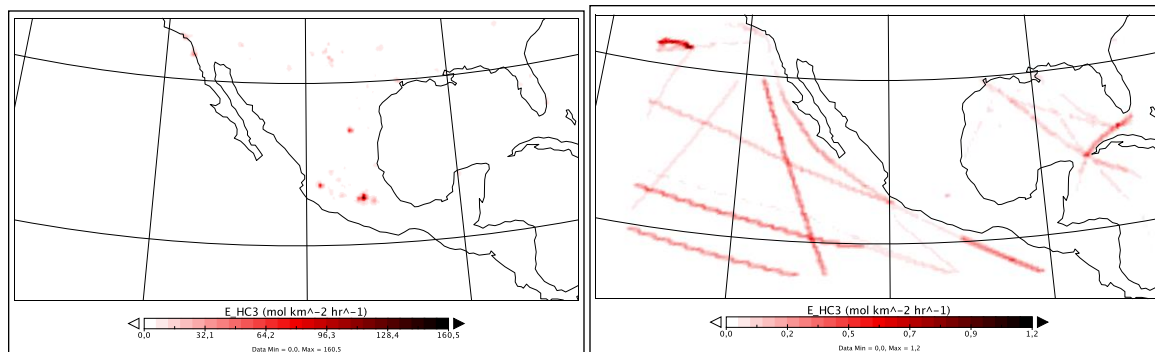 E_HC3 (mol km^-2 hr^-1)
0,0 32,1 64,2 96,3 128,4 160,5
Data Min = 0,0, Max = 160,5
E_HC3 (mol km^-2 hr^-1)
0,0 0,2 0,5 0,7 0,9 1,2
Data Min = 0,0, Max = 1,2